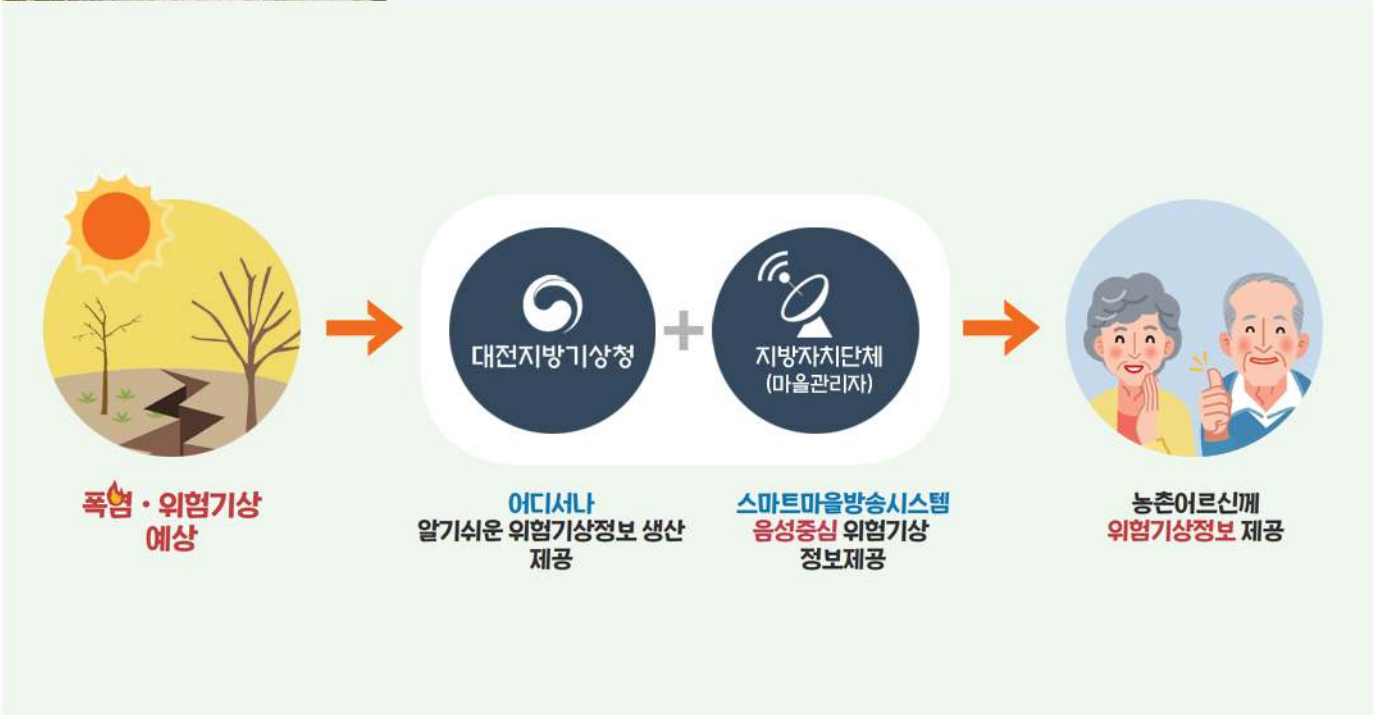 대전지방기상청
지방자치단체
(마을관리자)
폭염 · 위험기상
예상
어디서나
알기쉬운 위험기상정보 생산
제공
스마트마을방송시스템
음성중심 위험기상
정보제공
농촌어르신께
위험기상정보 제공